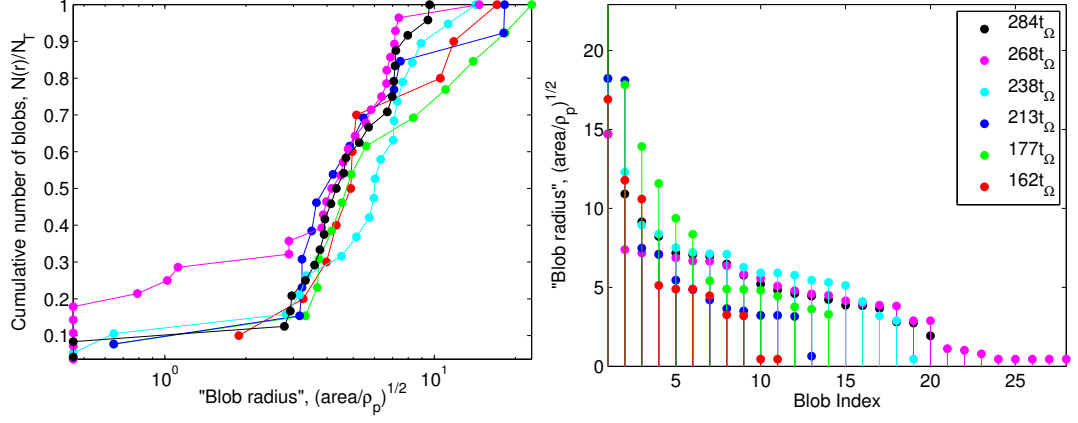 1
0.9
0.8
0.7
0.6
0.5
0.4
0.3
0.2
0.1
Cumulative number of blobs, N(r)/N_T
10^0
10^1
"Blob radius", (area/ρ_p)^{1/2}
20
15
10
5
0
"Blob radius", (area/ρ_p)^{1/2}
5
10
15
20
25
Blob Index
284t_Ω
268t_Ω
238t_Ω
213t_Ω
177t_Ω
162t_Ω